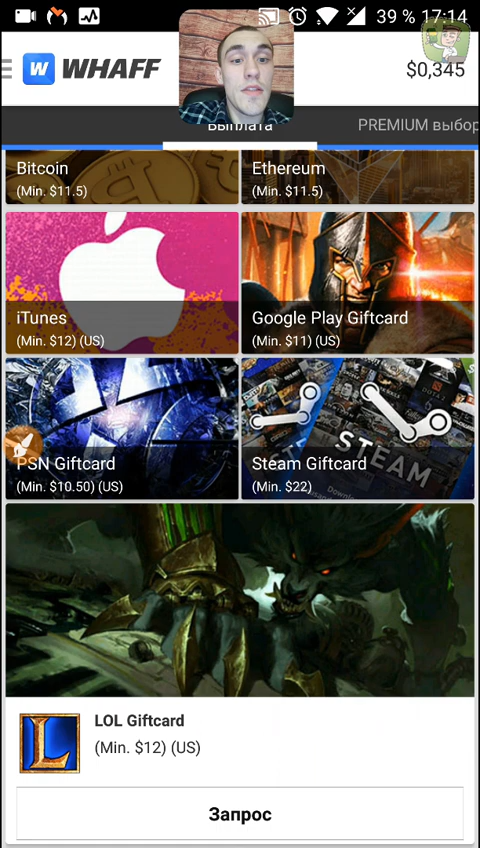 39 % 17:14
W WHAFF
$0,345
Выплата
PREMIUM выбор
Bitcoin
(Min. $11.5)
Ethereum
(Min. $11.5)
iTunes
(Min. $12) (US)
Google Play Giftcard
(Min. $11) (US)
PSN Giftcard
(Min. $10.50) (US)
STEAM
Steam Giftcard
(Min. $22)
L
LOL Giftcard
(Min. $12) (US)
Запрос